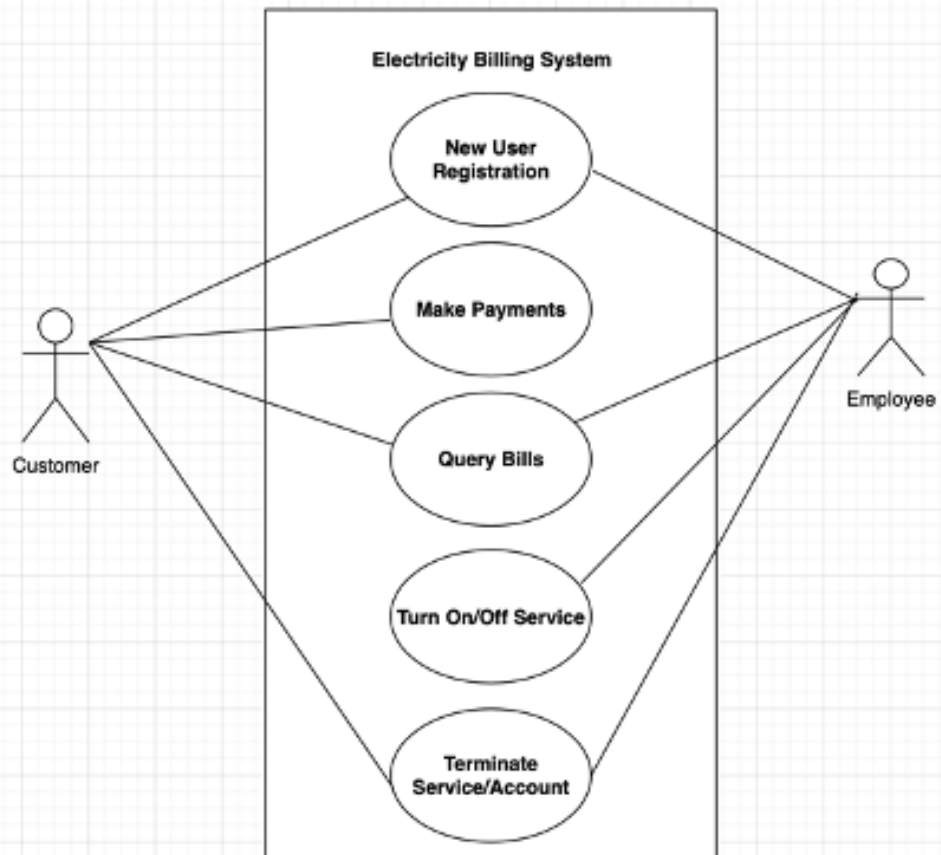 Electricity Billing System
New User
Registration
Make Payments
Employee
Query Bills
Customer
Turn On/Off Service
Terminate
Service/Account